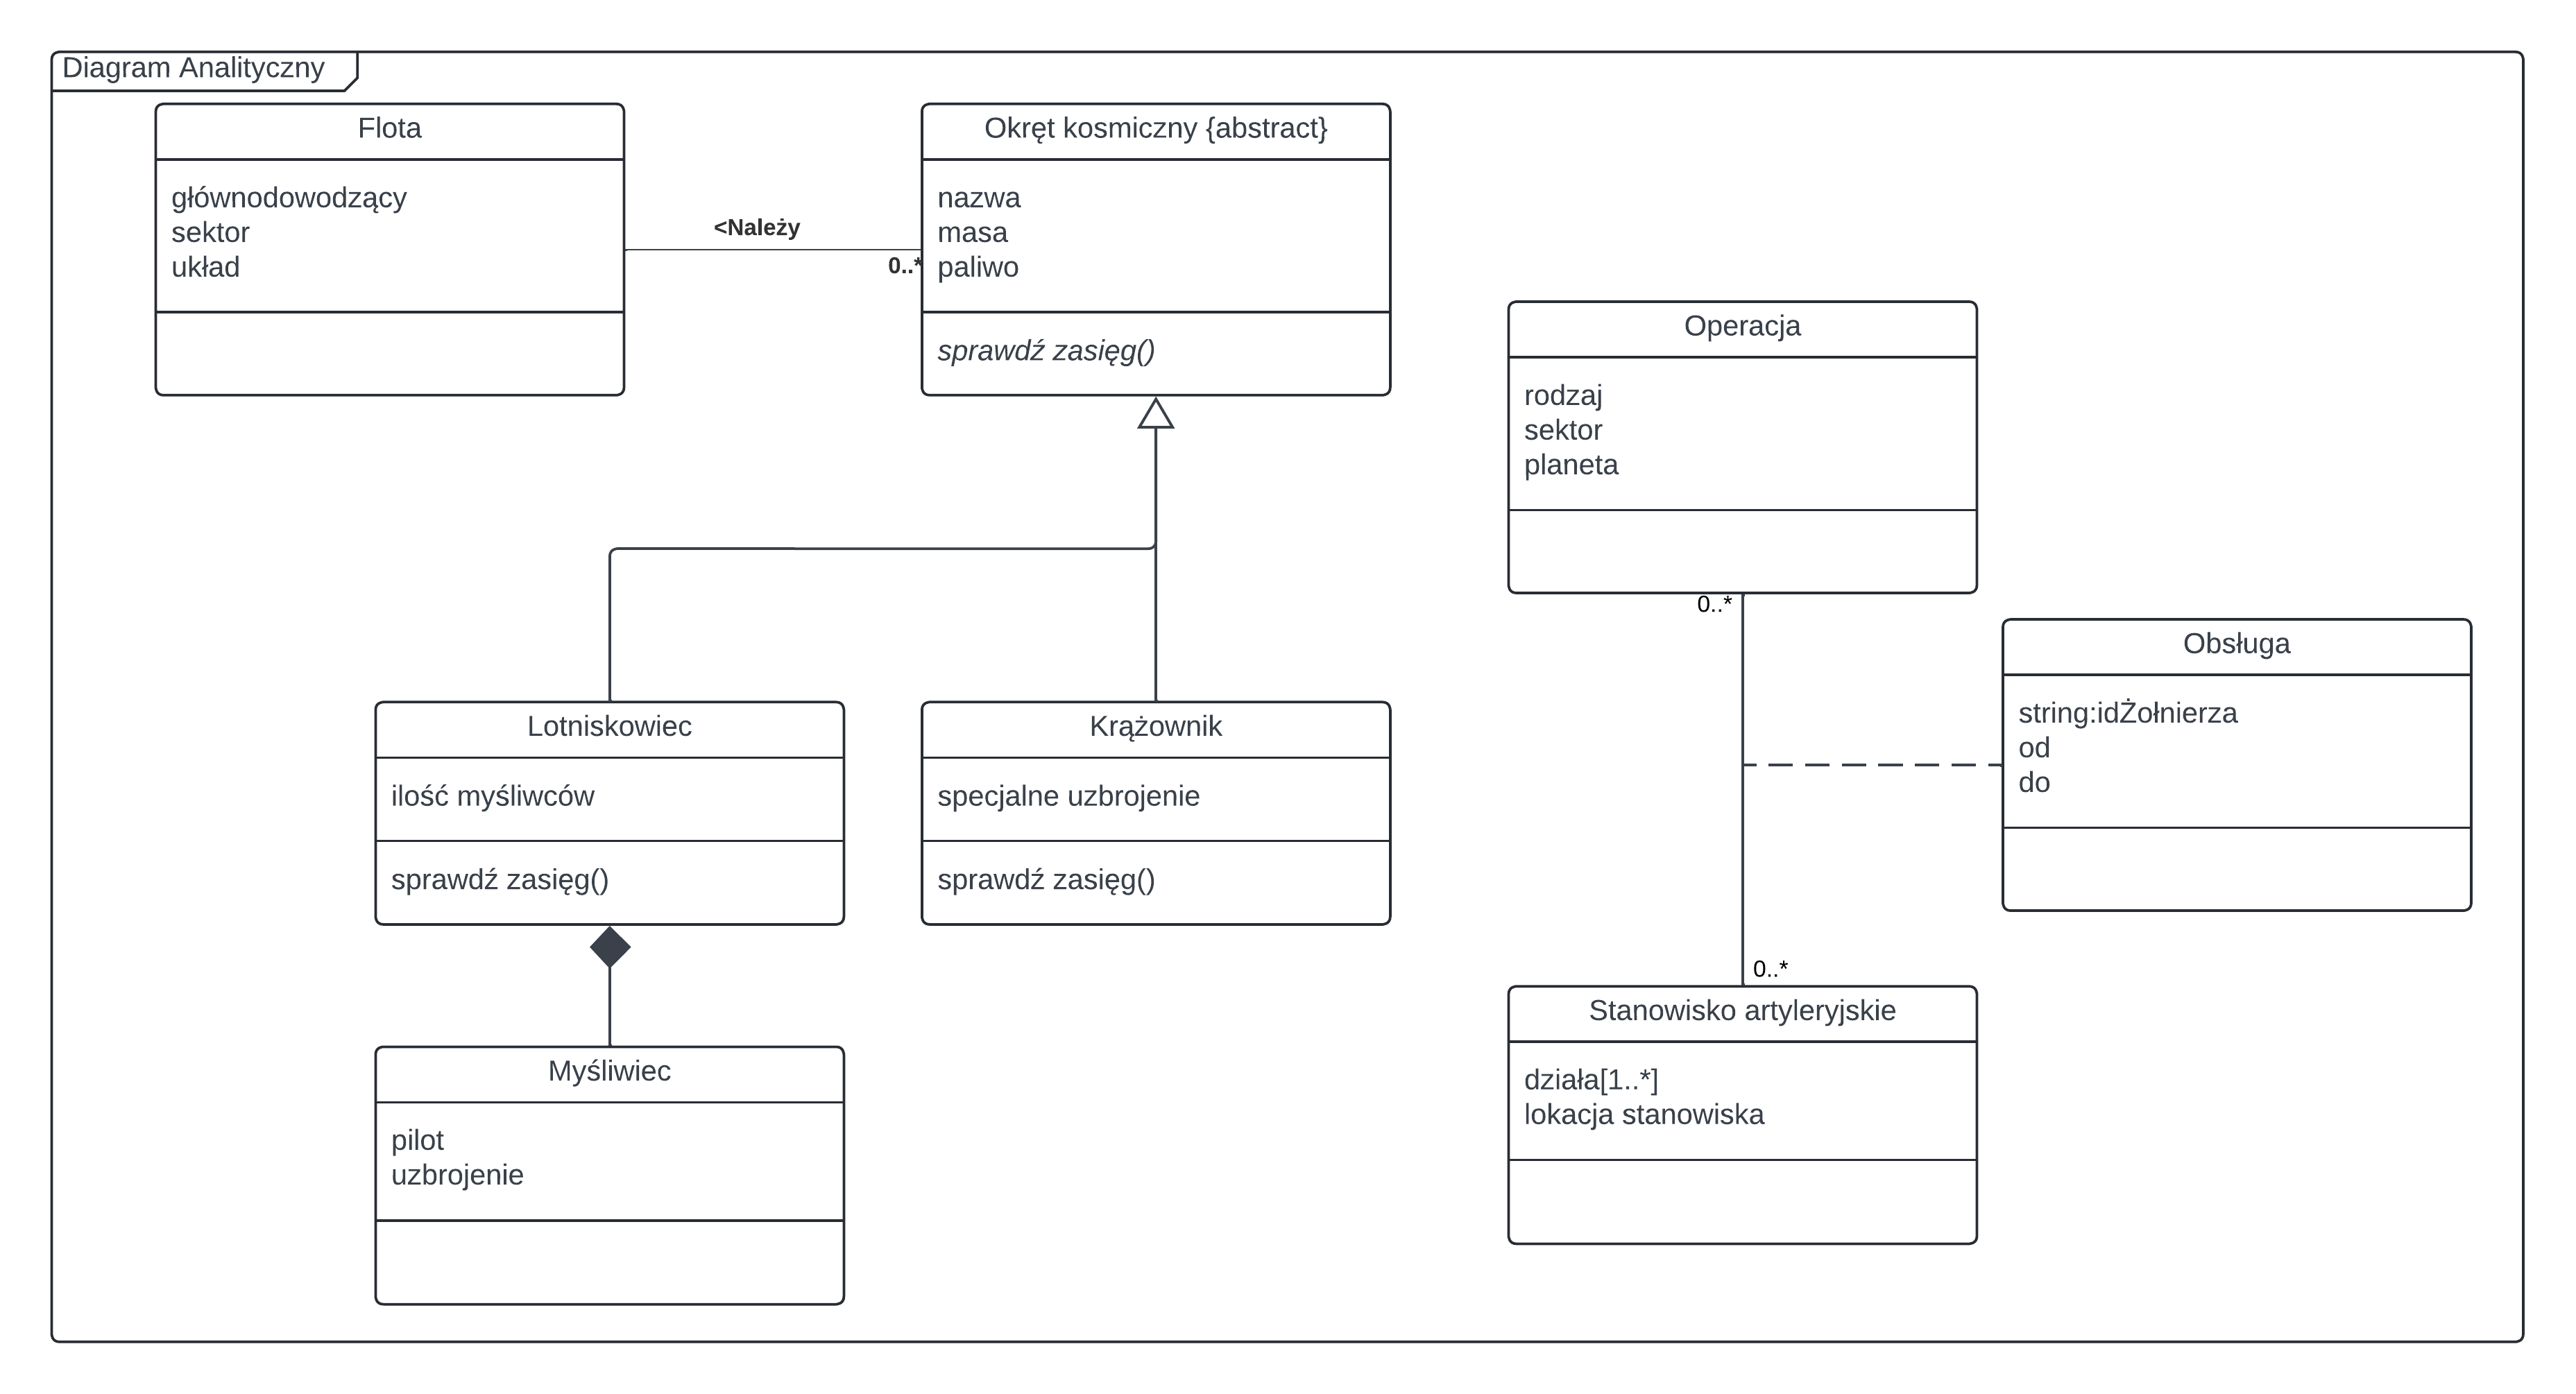 Diagram Analityczny
Flota
głównodowodzący
sektor
układ
<Należy
0..*
Okręt kosmiczny {abstract}
nazwa
masa
paliwo
sprawdź zasięg()
Operacja
rodzaj
sektor
planeta
0..*
Obsługa
string:idŻołnierza
od
do
Lotniskowiec
ilość myśliwców
sprawdź zasięg()
Krążownik
specjalne uzbrojenie
sprawdź zasięg()
0..*
Stanowisko artyleryjskie
działa[1..*]
lokacja stanowiska
Myśliwiec
pilot
uzbrojenie